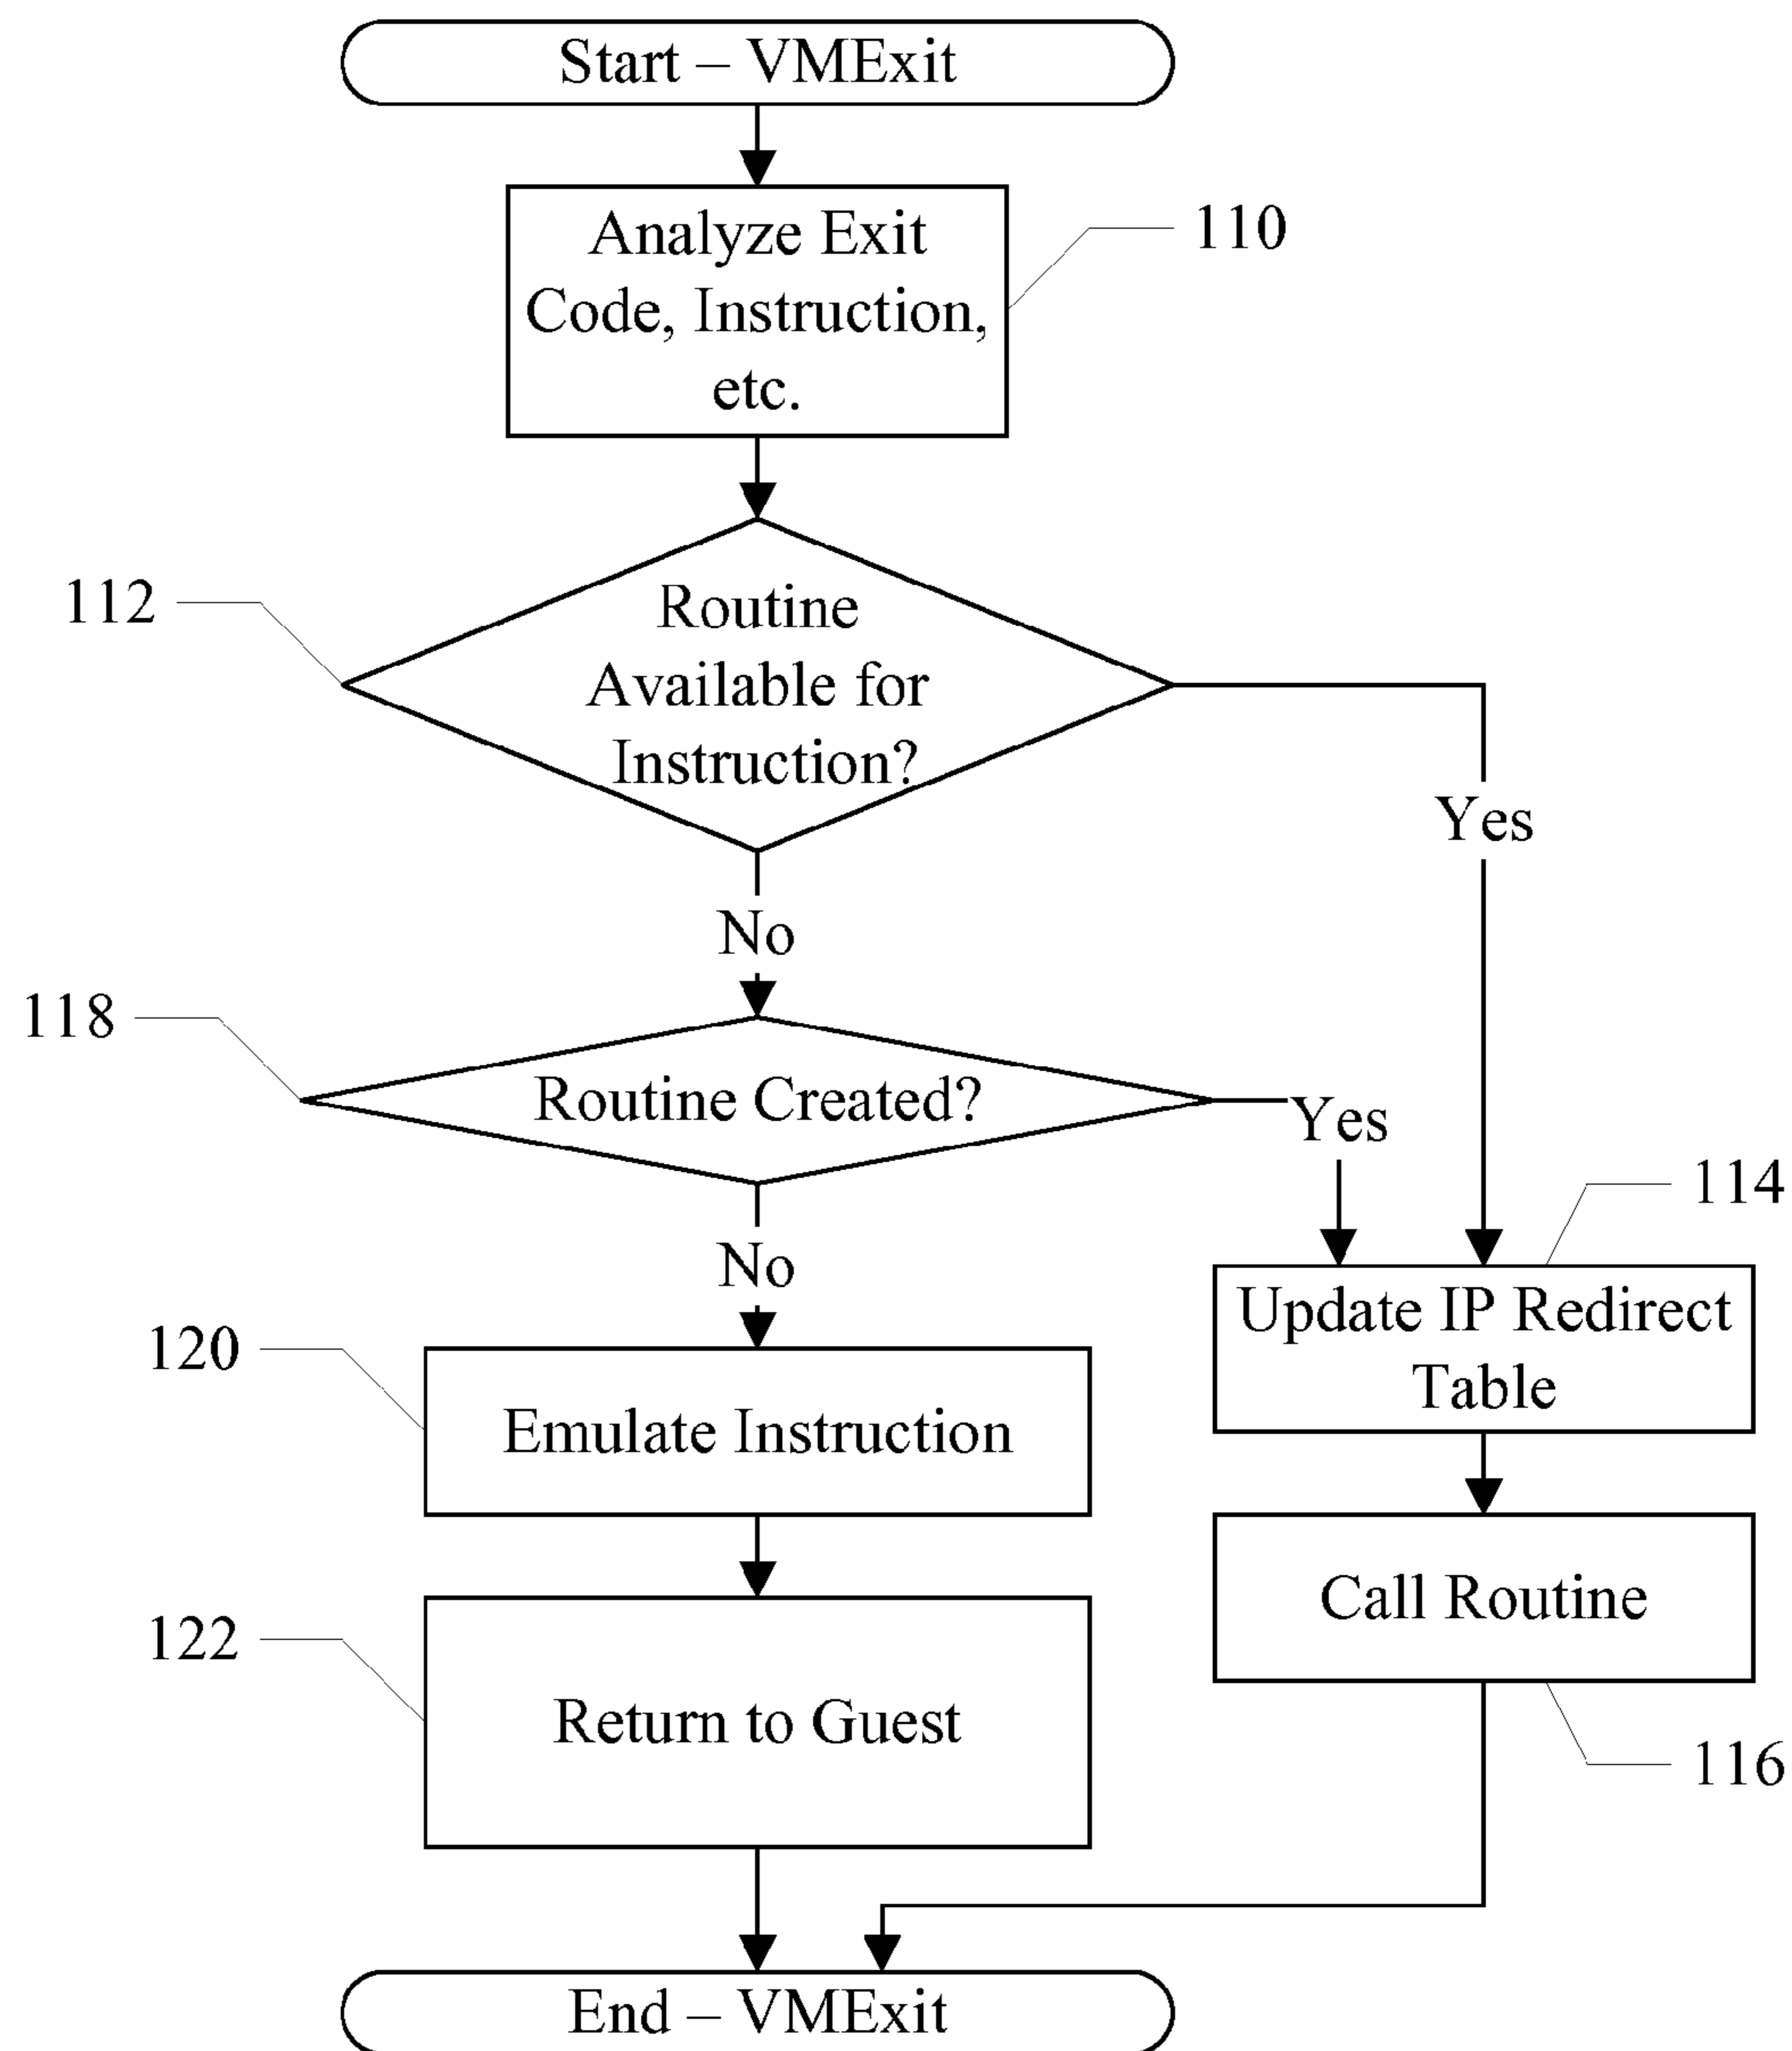 Start – VMExit
Analyze Exit
Code, Instruction,
etc.
110
112
Routine
Available for
Instruction?
Yes
No
118
Routine Created?
Yes
No
114
Update IP Redirect
Table
120
Emulate Instruction
Call Routine
122
Return to Guest
116
End – VMExit